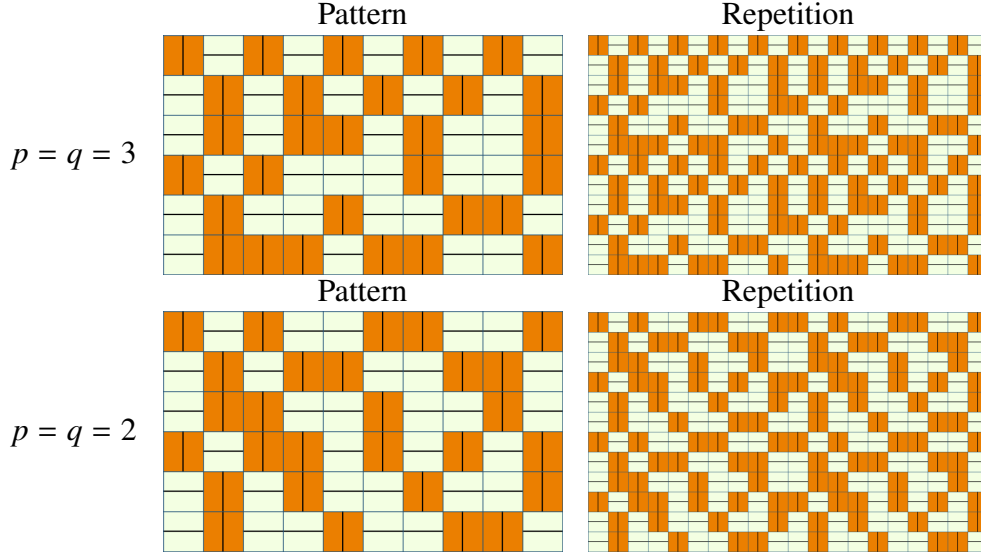 Pattern Repetition
p = q = 3
Pattern Repetition
p = q = 2